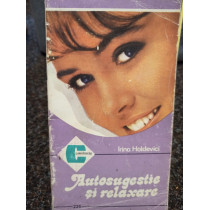 Irina Holdevici
Autosugestie
și relaxare